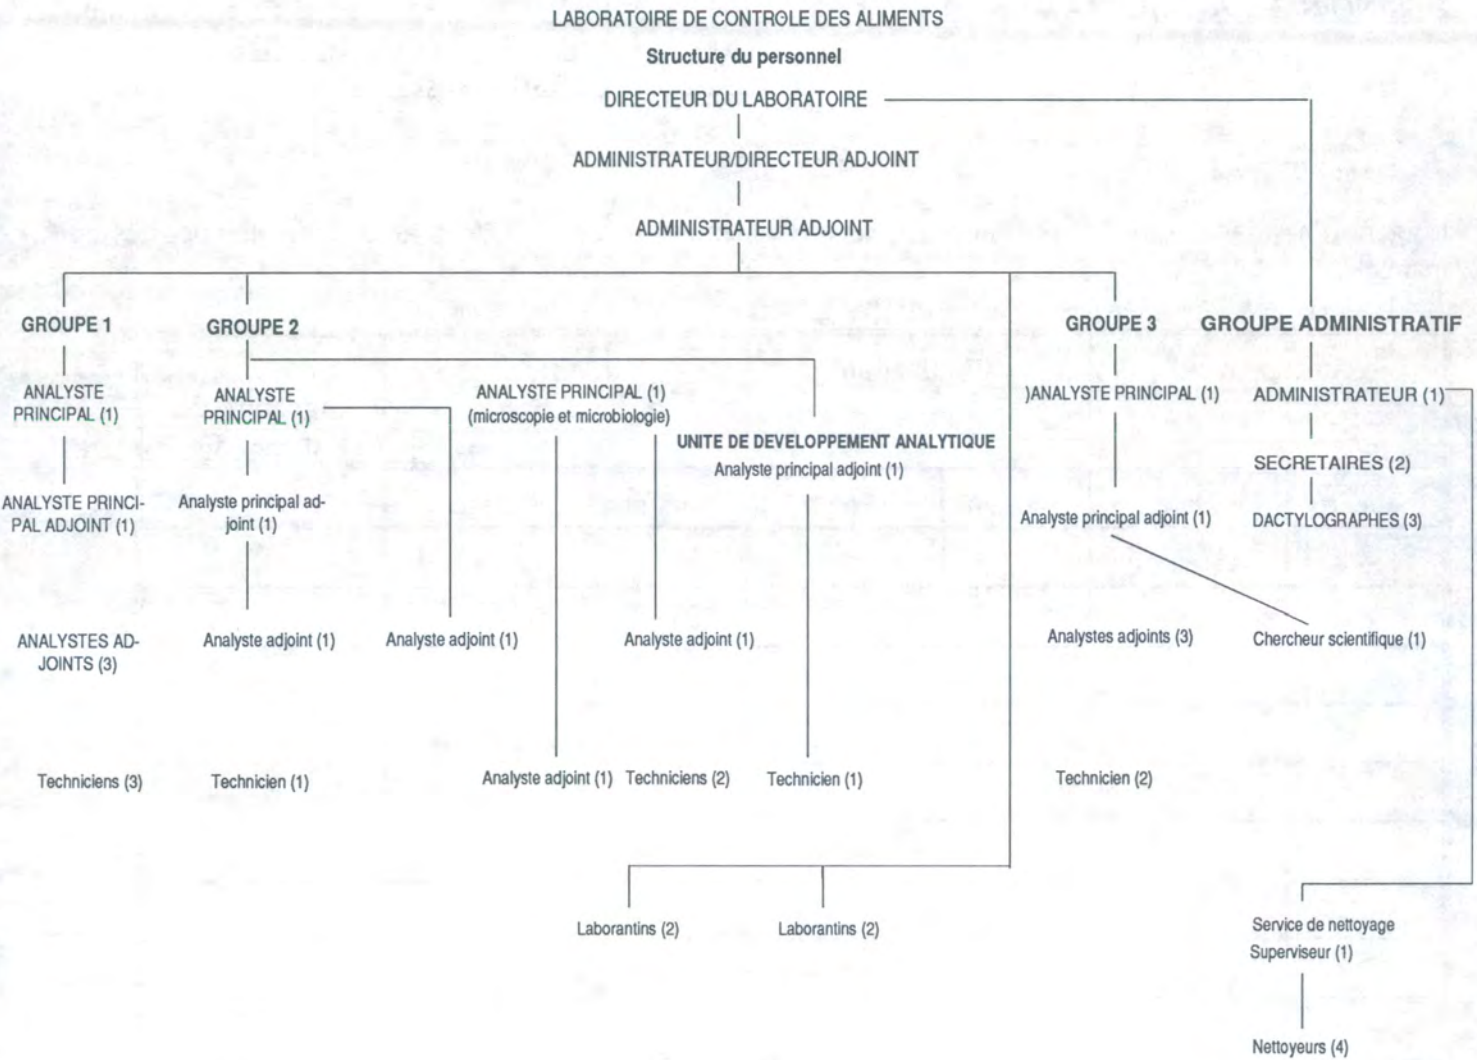 LABORATOIRE DE CONTROLE DES ALIMENTS
Structure du personnel
DIRECTEUR DU LABORATOIRE
ADMINISTRATEUR/DIRECTEUR ADJOINT
ADMINISTRATEUR ADJOINT
GROUPE 1
GROUPE 2
GROUPE 3
GROUPE ADMINISTRATIF
ANALYSTE
PRINCIPAL (1)
ANALYSTE
PRINCIPAL (1)
ANALYSTE PRINCIPAL (1)
(microscopie et microbiologie)
)ANALYSTE PRINCIPAL (1)
ADMINISTRATEUR (1)
UNITE DE DEVELOPPEMENT ANALYTIQUE
Analyste principal adjoint (1)
SECRETAIRES (2)
ANALYSTE PRINCI-
PAL ADJOINT (1)
Analyste principal ad-
joint (1)
Analyste principal adjoint (1)
DACTYLOGRAPHES (3)
ANALYSTES AD-
JOINTS (3)
Analyste adjoint (1)
Analyste adjoint (1)
Analyste adjoint (1)
Analystes adjoints (3)
Chercheur scientifique (1)
Techniciens (3)
Technicien (1)
Analyste adjoint (1)
Techniciens (2)
Technicien (1)
Technicien (2)
Laborantins (2)
Laborantins (2)
Service de nettoyage
Superviseur (1)
Nettoyeurs (4)